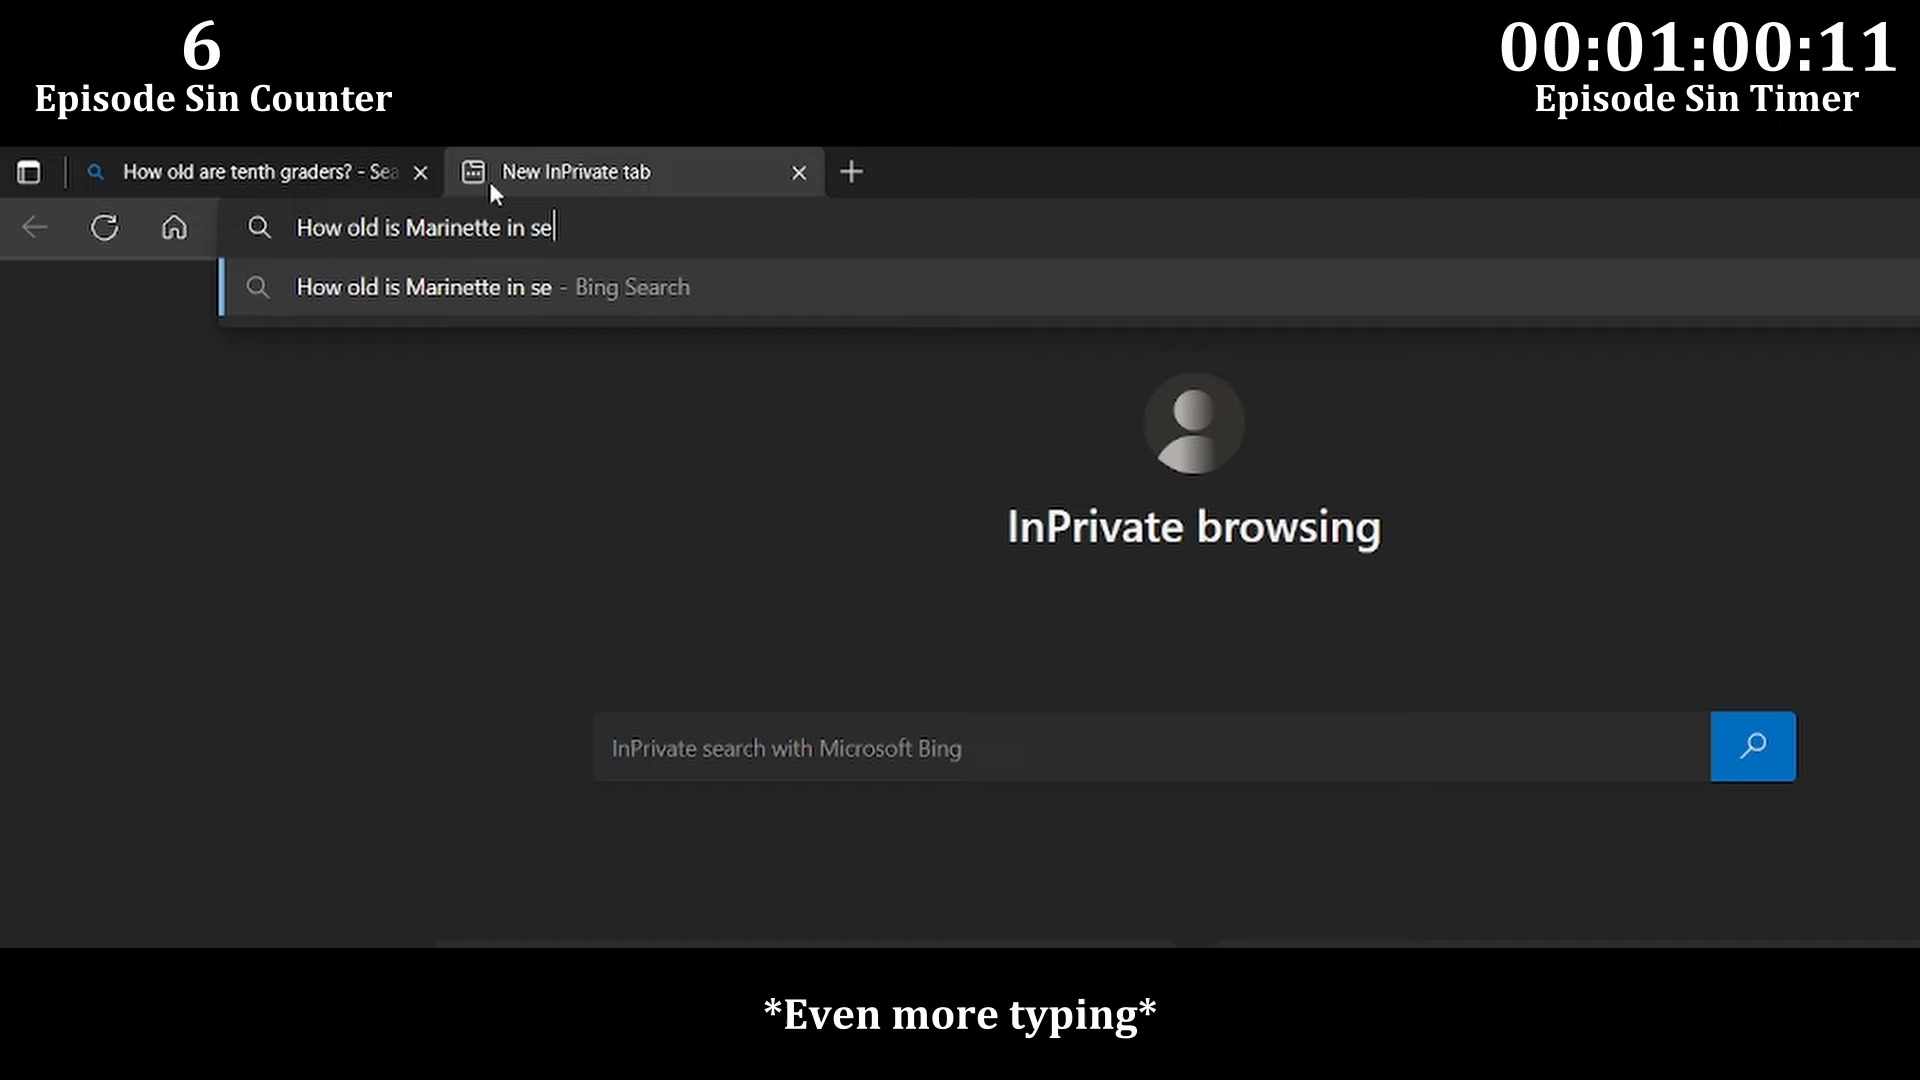 6
Episode Sin Counter
00:01:00:11
Episode Sin Timer
How old are tenth graders? - Sea
New InPrivate tab
How old is Marinette in se
How old is Marinette in se - Bing Search
InPrivate browsing
InPrivate search with Microsoft Bing
*Even more typing*